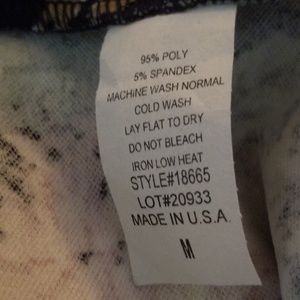 95% POLY
5% SPANDEX
MACHINE WASH NORMAL
COLD WASH
LAY FLAT TO DRY
DO NOT BLEACH
IRON LOW HEAT
STYLE#18665
LOT#20933
MADE IN U.S.A.
M